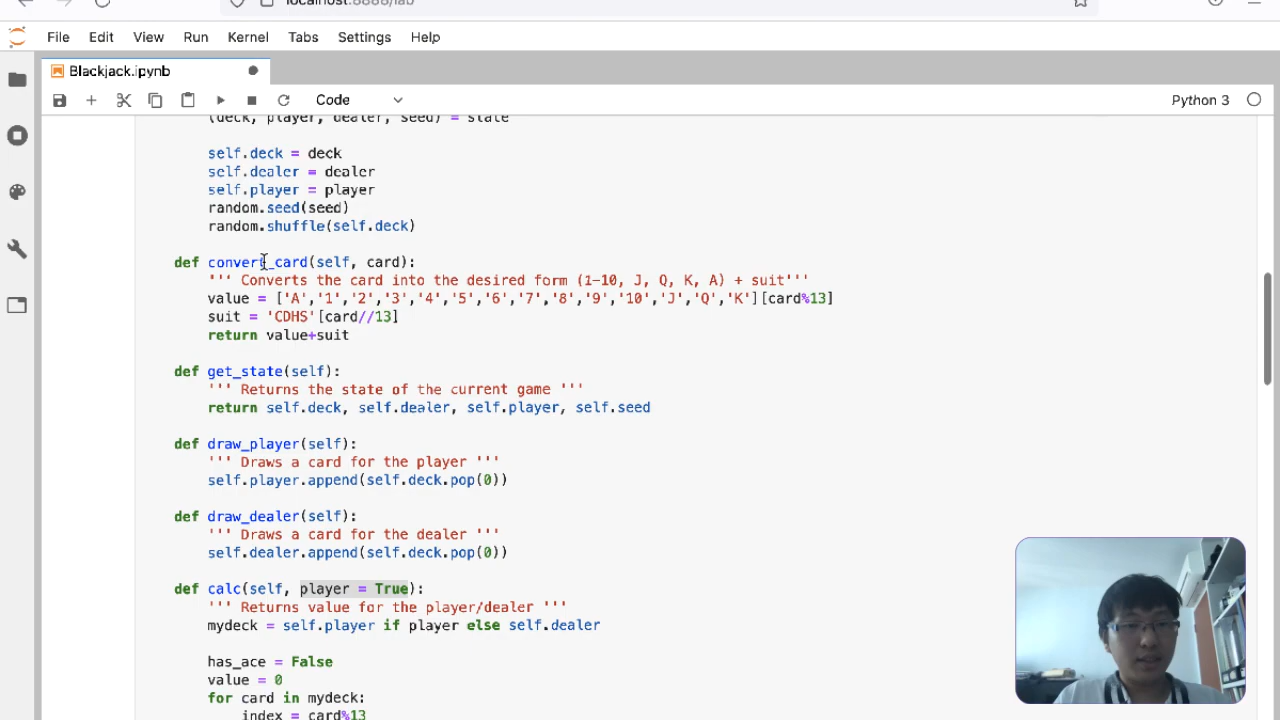 localhost:8888/lab
File Edit View Run Kernel Tabs Settings Help
Blackjack.ipynb
Code
Python 3
(deck, player, dealer, seed) = state
self.deck = deck
self.dealer = dealer
self.player = player
random.seed(seed)
random.shuffle(self.deck)
def convert_card(self, card):
''' Converts the card into the desired form (1-10, J, Q, K, A) + suit'''
value = ['A','1','2','3','4','5','6','7','8','9','10','J','Q','K'][card%13]
suit = 'CDHS'[card//13]
return value+suit
def get_state(self):
''' Returns the state of the current game '''
return self.deck, self.dealer, self.player, self.seed
def draw_player(self):
''' Draws a card for the player '''
self.player.append(self.deck.pop(0))
def draw_dealer(self):
''' Draws a card for the dealer '''
self.dealer.append(self.deck.pop(0))
def calc(self, player = True):
''' Returns value for the player/dealer '''
mydeck = self.player if player else self.dealer
has_ace = False
value = 0
for card in mydeck:
index = card%13